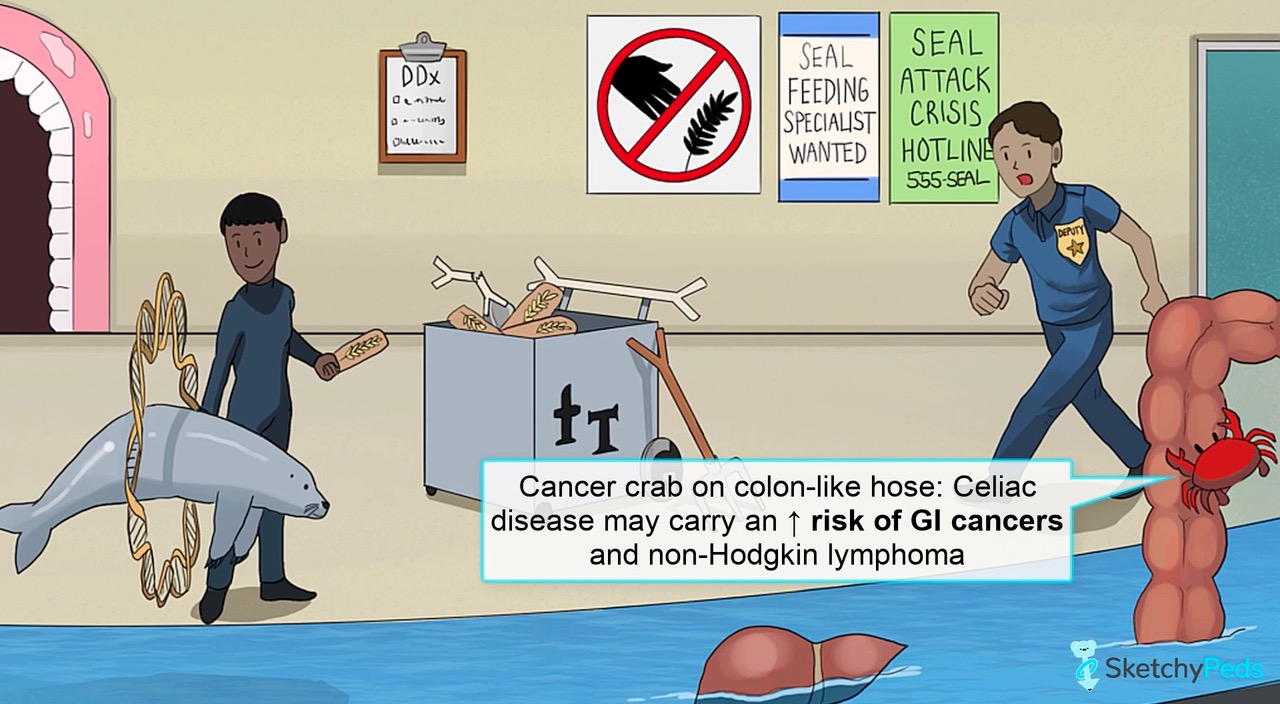 DDx
SEAL
FEEDING
SPECIALIST
WANTED
SEAL
ATTACK
CRISIS
HOTLINE
555-SEAL
DEPUTY
tT
Cancer crab on colon-like hose: Celiac
disease may carry an ↑ risk of GI cancers
and non-Hodgkin lymphoma
SketchyPeds